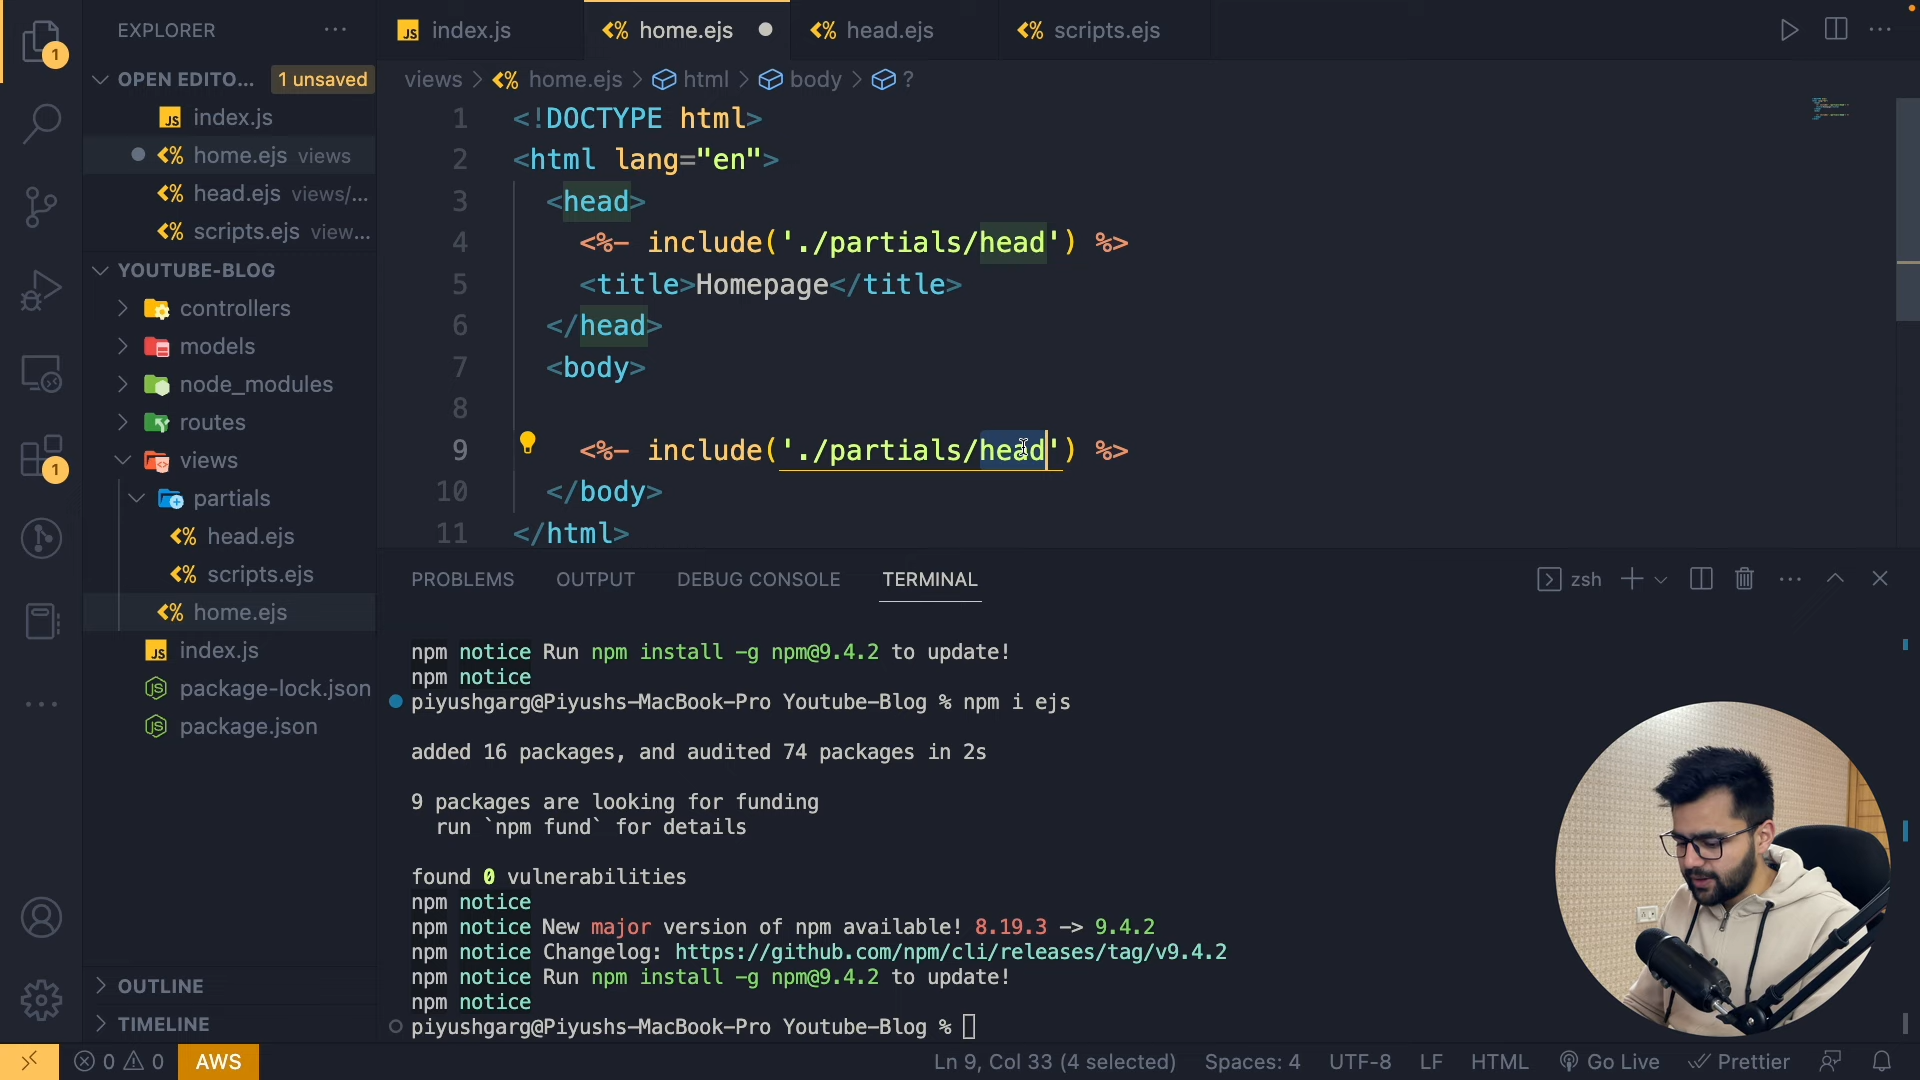 EXPLORER
index.js
home.ejs
head.ejs
scripts.ejs
OPEN EDITO... 1 unsaved
index.js
home.ejs views
head.ejs views/...
scripts.ejs view...
YOUTUBE-BLOG
controllers
models
node_modules
routes
views
partials
head.ejs
scripts.ejs
home.ejs
index.js
package-lock.json
package.json
OUTLINE
TIMELINE
1
1
views > home.ejs > html > body > ?
1 <!DOCTYPE html>
2 <html lang="en">
3 <head>
4 <%- include('./partials/head') %>
5 <title>Homepage</title>
6 </head>
7 <body>
8
9 <%- include('./partials/head') %>
10 </body>
11 </html>
PROBLEMS OUTPUT DEBUG CONSOLE TERMINAL zsh
npm notice Run npm install -g npm@9.4.2 to update!
npm notice
piyushgarg@Piyushs-MacBook-Pro Youtube-Blog % npm i ejs
added 16 packages, and audited 74 packages in 2s
9 packages are looking for funding
run `npm fund` for details
found 0 vulnerabilities
npm notice
npm notice New major version of npm available! 8.19.3 -> 9.4.2
npm notice Changelog: https://github.com/npm/cli/releases/tag/v9.4.2
npm notice Run npm install -g npm@9.4.2 to update!
npm notice
piyushgarg@Piyushs-MacBook-Pro Youtube-Blog %
0 0 AWS Ln 9, Col 33 (4 selected) Spaces: 4 UTF-8 LF HTML Go Live Prettier